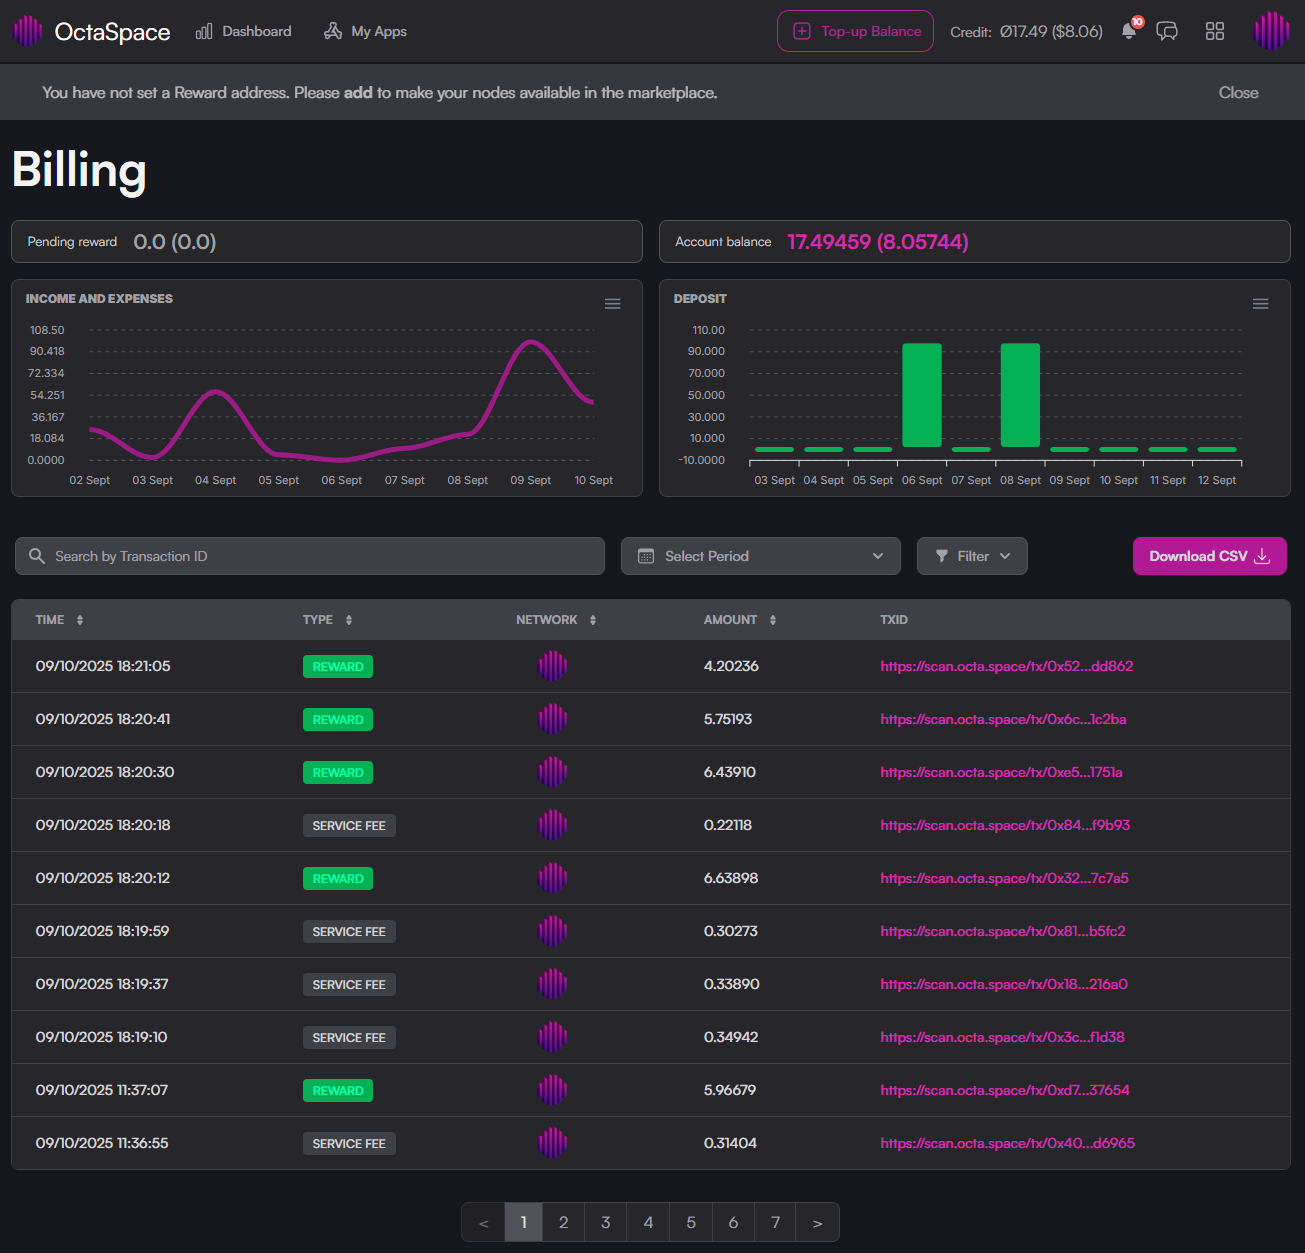 OctaSpace Dashboard My Apps Top-up Balance Credit: Ø17.49 ($8.06) 10
You have not set a Reward address. Please add to make your nodes available in the marketplace. Close
Billing
Pending reward 0.0 (0.0)
Account balance 17.49459 (8.05744)
INCOME AND EXPENSES
108.50
90.418
72.334
54.251
36.167
18.084
0.0000
02 Sept 03 Sept 04 Sept 05 Sept 06 Sept 07 Sept 08 Sept 09 Sept 10 Sept
DEPOSIT
110.00
90.000
70.000
50.000
30.000
10.000
-10.0000
03 Sept 04 Sept 05 Sept 06 Sept 07 Sept 08 Sept 09 Sept 10 Sept 11 Sept 12 Sept
Search by Transaction ID Select Period Filter Download CSV
TIME TYPE NETWORK AMOUNT TXID
09/10/2025 18:21:05 REWARD 4.20236 https://scan.octa.space/tx/0x52...dd862
09/10/2025 18:20:41 REWARD 5.75193 https://scan.octa.space/tx/0x6c...1c2ba
09/10/2025 18:20:30 REWARD 6.43910 https://scan.octa.space/tx/0xe5...1751a
09/10/2025 18:20:18 SERVICE FEE 0.22118 https://scan.octa.space/tx/0x84...f9b93
09/10/2025 18:20:12 REWARD 6.63898 https://scan.octa.space/tx/0x32...7c7a5
09/10/2025 18:19:59 SERVICE FEE 0.30273 https://scan.octa.space/tx/0x81...b5fc2
09/10/2025 18:19:37 SERVICE FEE 0.33890 https://scan.octa.space/tx/0x18...216a0
09/10/2025 18:19:10 SERVICE FEE 0.34942 https://scan.octa.space/tx/0x3c...f1d38
09/10/2025 11:37:07 REWARD 5.96679 https://scan.octa.space/tx/0xd7...37654
09/10/2025 11:36:55 SERVICE FEE 0.31404 https://scan.octa.space/tx/0x40...d6965
< 1 2 3 4 5 6 7 >